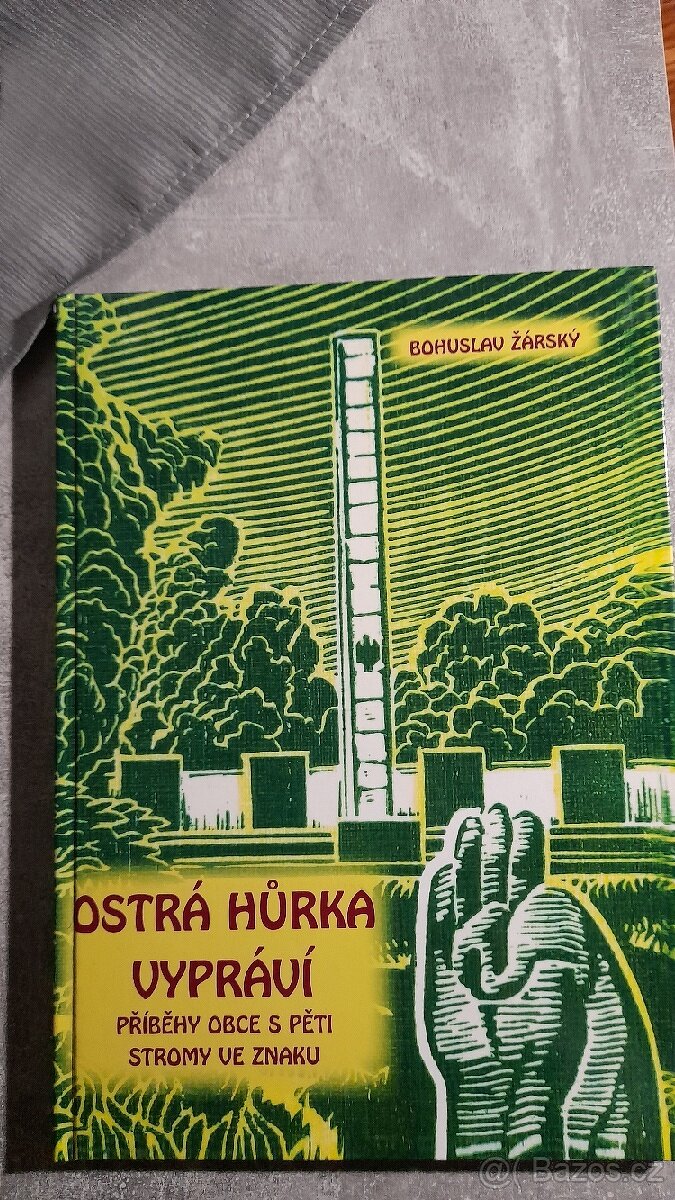 BOHUSLAV ŽÁRSKÝ
OSTRÁ HŮRKA
VYPRÁVÍ
PŘÍBĚHY OBCE S PĚTI
STROMY VE ZNAKU
Bazos.cz